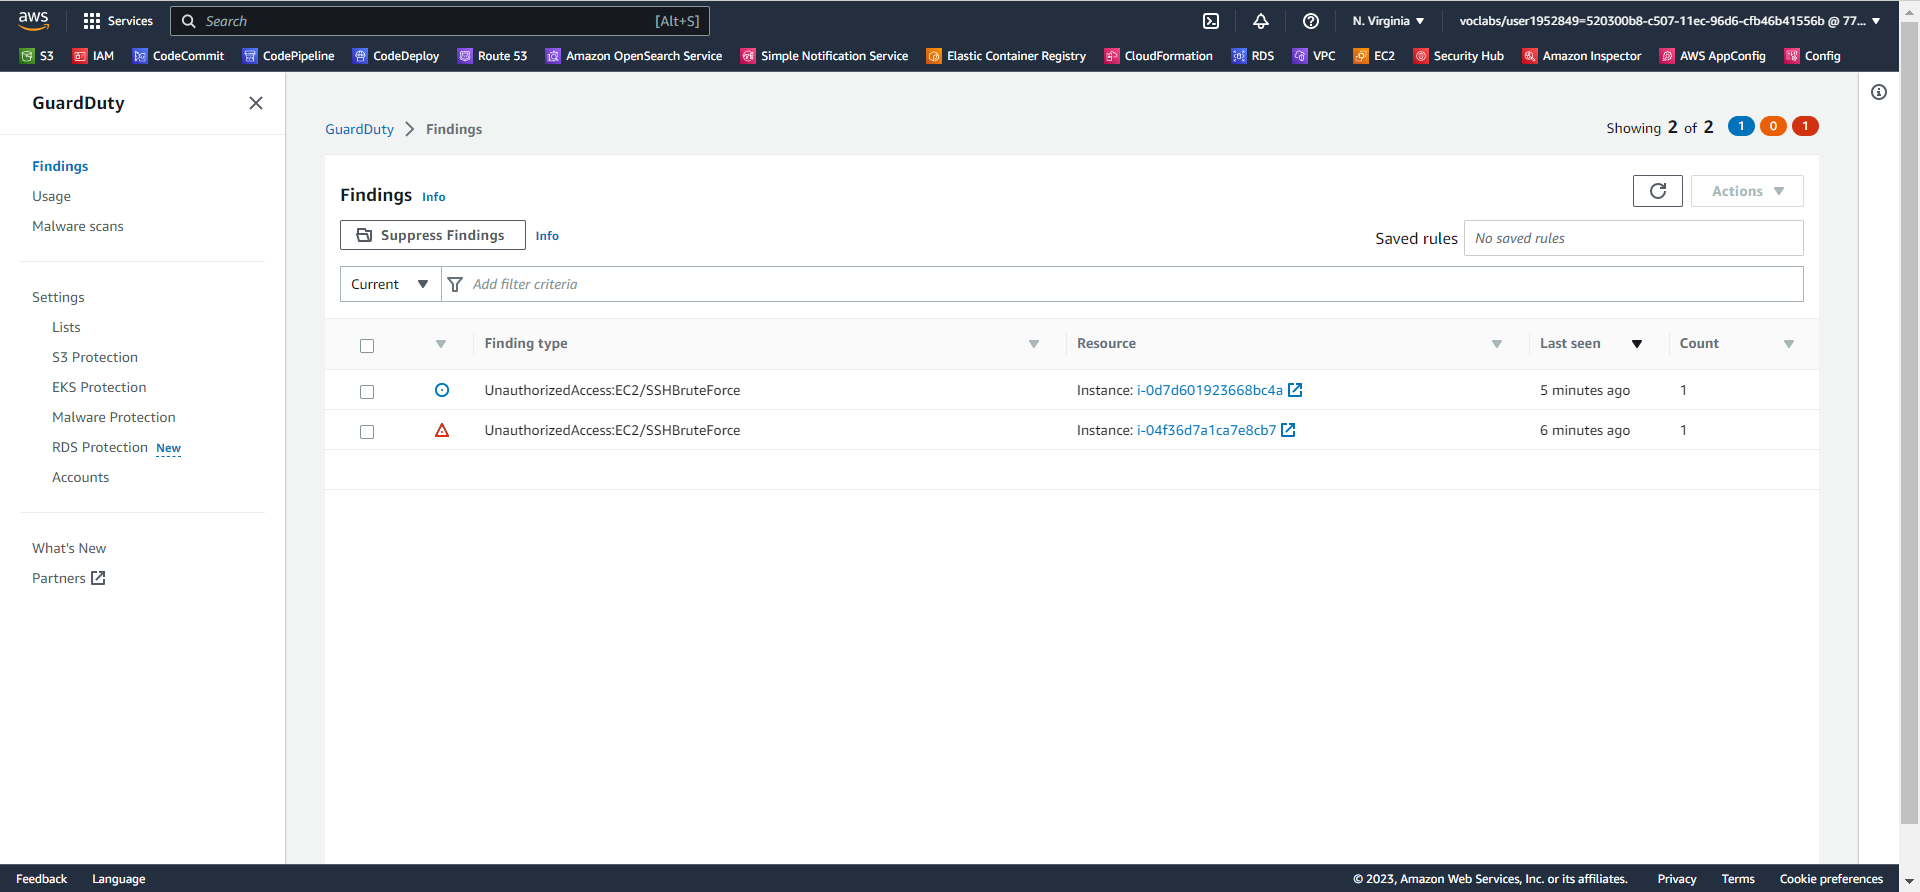 aws Services Search [Alt+S] N. Virginia voclabs/user1952849=520300b8-c507-11ec-96d6-cfb46b41556b @ 77...
S3 IAM CodeCommit CodePipeline CodeDeploy Route 53 Amazon OpenSearch Service Simple Notification Service Elastic Container Registry CloudFormation RDS VPC EC2 Security Hub Amazon Inspector AWS AppConfig Config
GuardDuty
Findings
Usage
Malware scans
Settings
Lists
S3 Protection
EKS Protection
Malware Protection
RDS Protection New
Accounts
What's New
Partners
GuardDuty Findings
Showing 2 of 2 1 0 1
Findings Info
Actions
Suppress Findings Info
Saved rules No saved rules
Current Add filter criteria
Finding type Resource Last seen Count
UnauthorizedAccess:EC2/SSHBruteForce Instance: i-0d7d601923668bc4a 5 minutes ago 1
UnauthorizedAccess:EC2/SSHBruteForce Instance: i-04f36d7a1ca7e8cb7 6 minutes ago 1
Feedback Language © 2023, Amazon Web Services, Inc. or its affiliates. Privacy Terms Cookie preferences